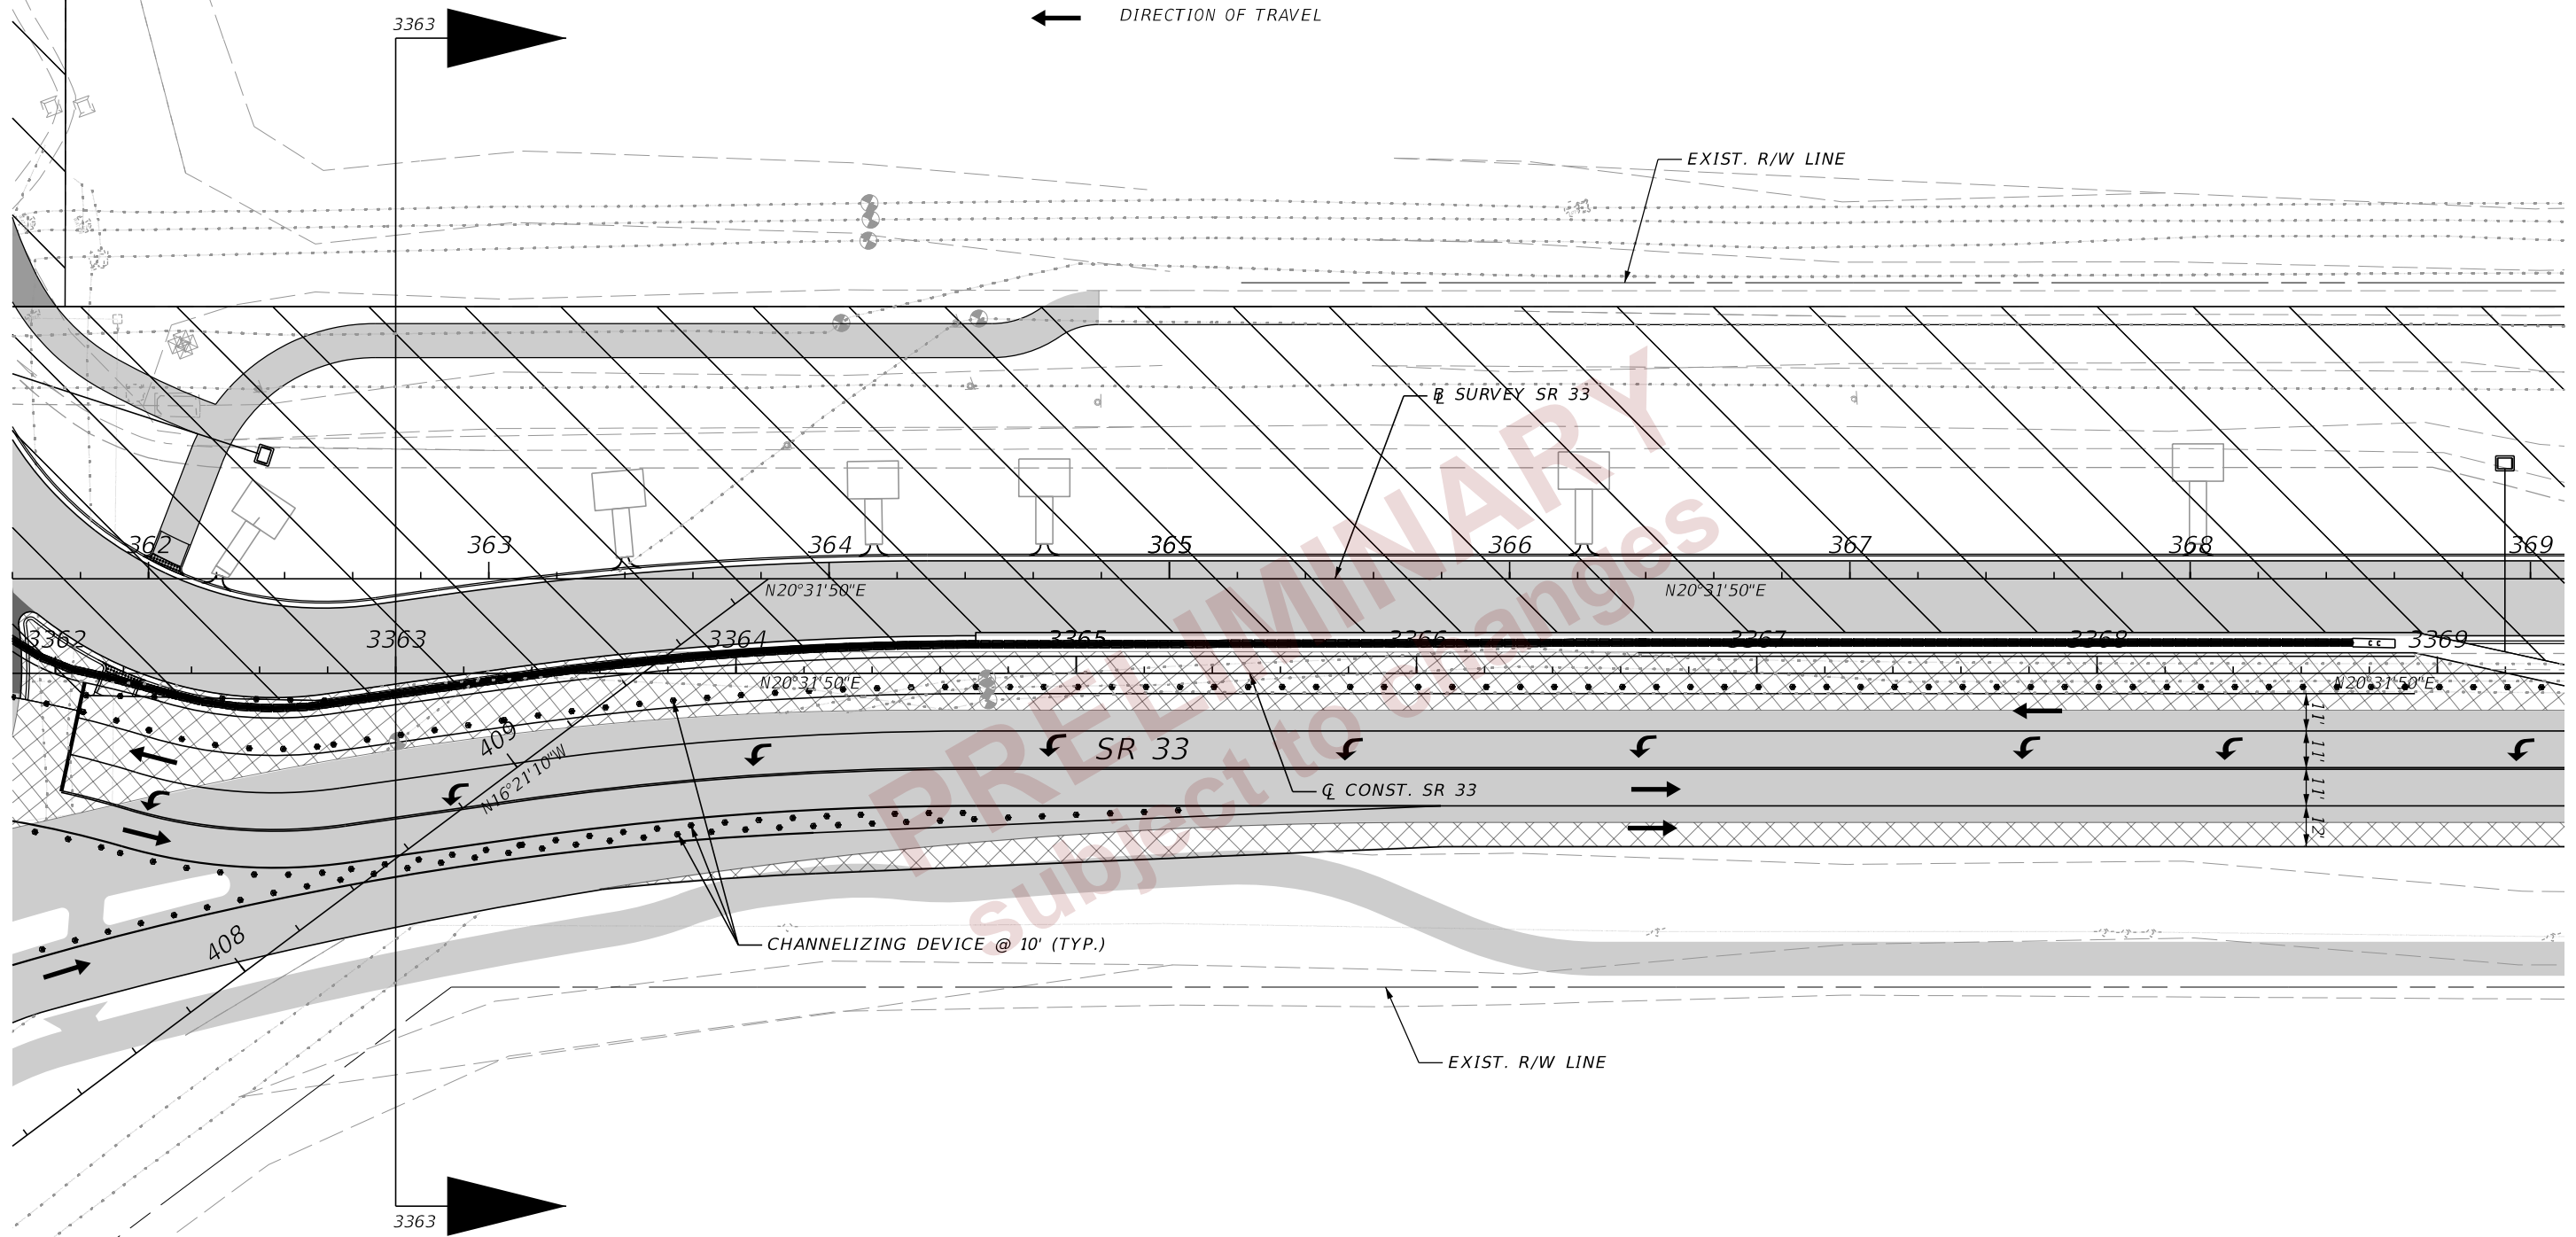 3363
DIRECTION OF TRAVEL
EXIST. R/W LINE
℄ SURVEY SR 33
362
363
364
365
366
367
368
369
N20°31'50"E
N20°31'50"E
3362
3363
3364
3365
3366
3367
3368
3369
N20°31'50"E
N20°31'50"E
409
N16°21'10"W
SR 33
℄ CONST. SR 33
11'
11'
11'
12'
408
CHANNELIZING DEVICE @ 10' (TYP.)
EXIST. R/W LINE
3363
PRELIMINARY
subject to changes